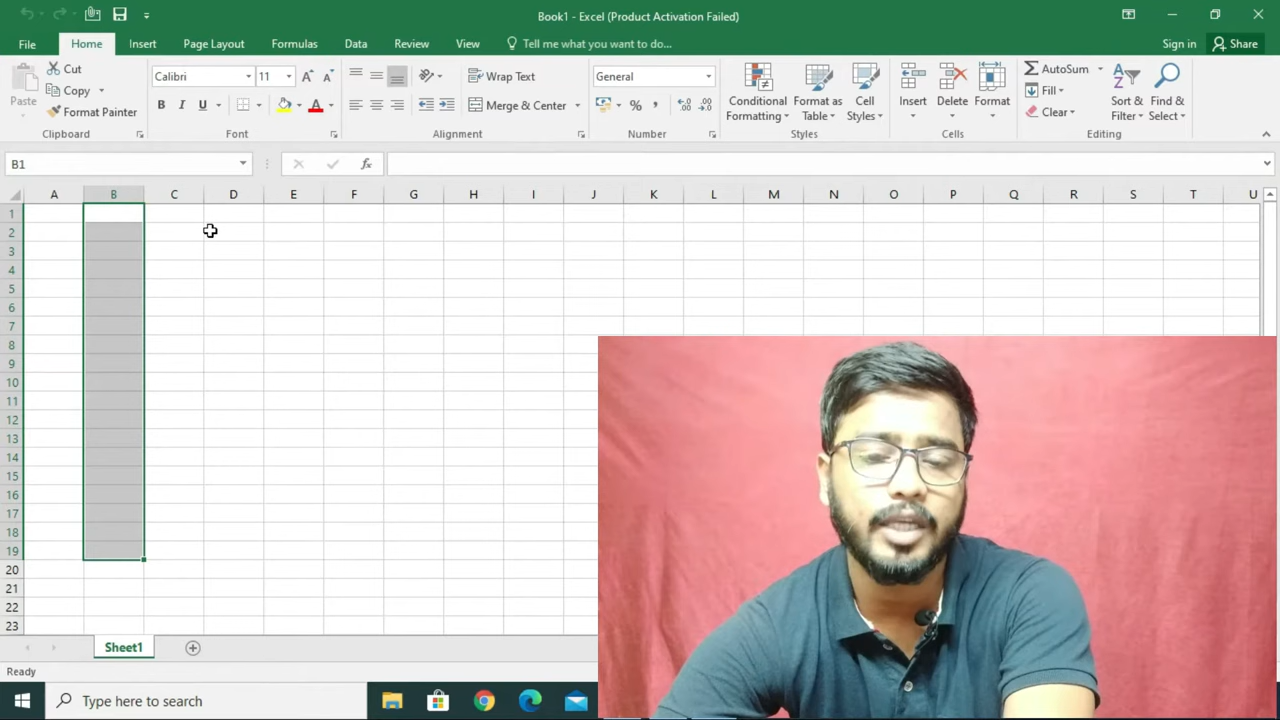 Book1 - Excel (Product Activation Failed)
File Home Insert Page Layout Formulas Data Review View Tell me what you want to do... Sign in Share
Paste Cut Copy Format Painter Clipboard
Calibri 11 B I U A Font
Wrap Text Merge & Center Alignment
General % , Number
Conditional Formatting Format as Table Cell Styles Styles
Insert Delete Format Cells
AutoSum Fill Clear Sort & Filter Find & Select Editing
B1 fx
A B C D E F G H I J K L M N O P Q R S T U
1
2
3
4
5
6
7
8
9
10
11
12
13
14
15
16
17
18
19
20
21
22
23
Sheet1
Ready
Type here to search